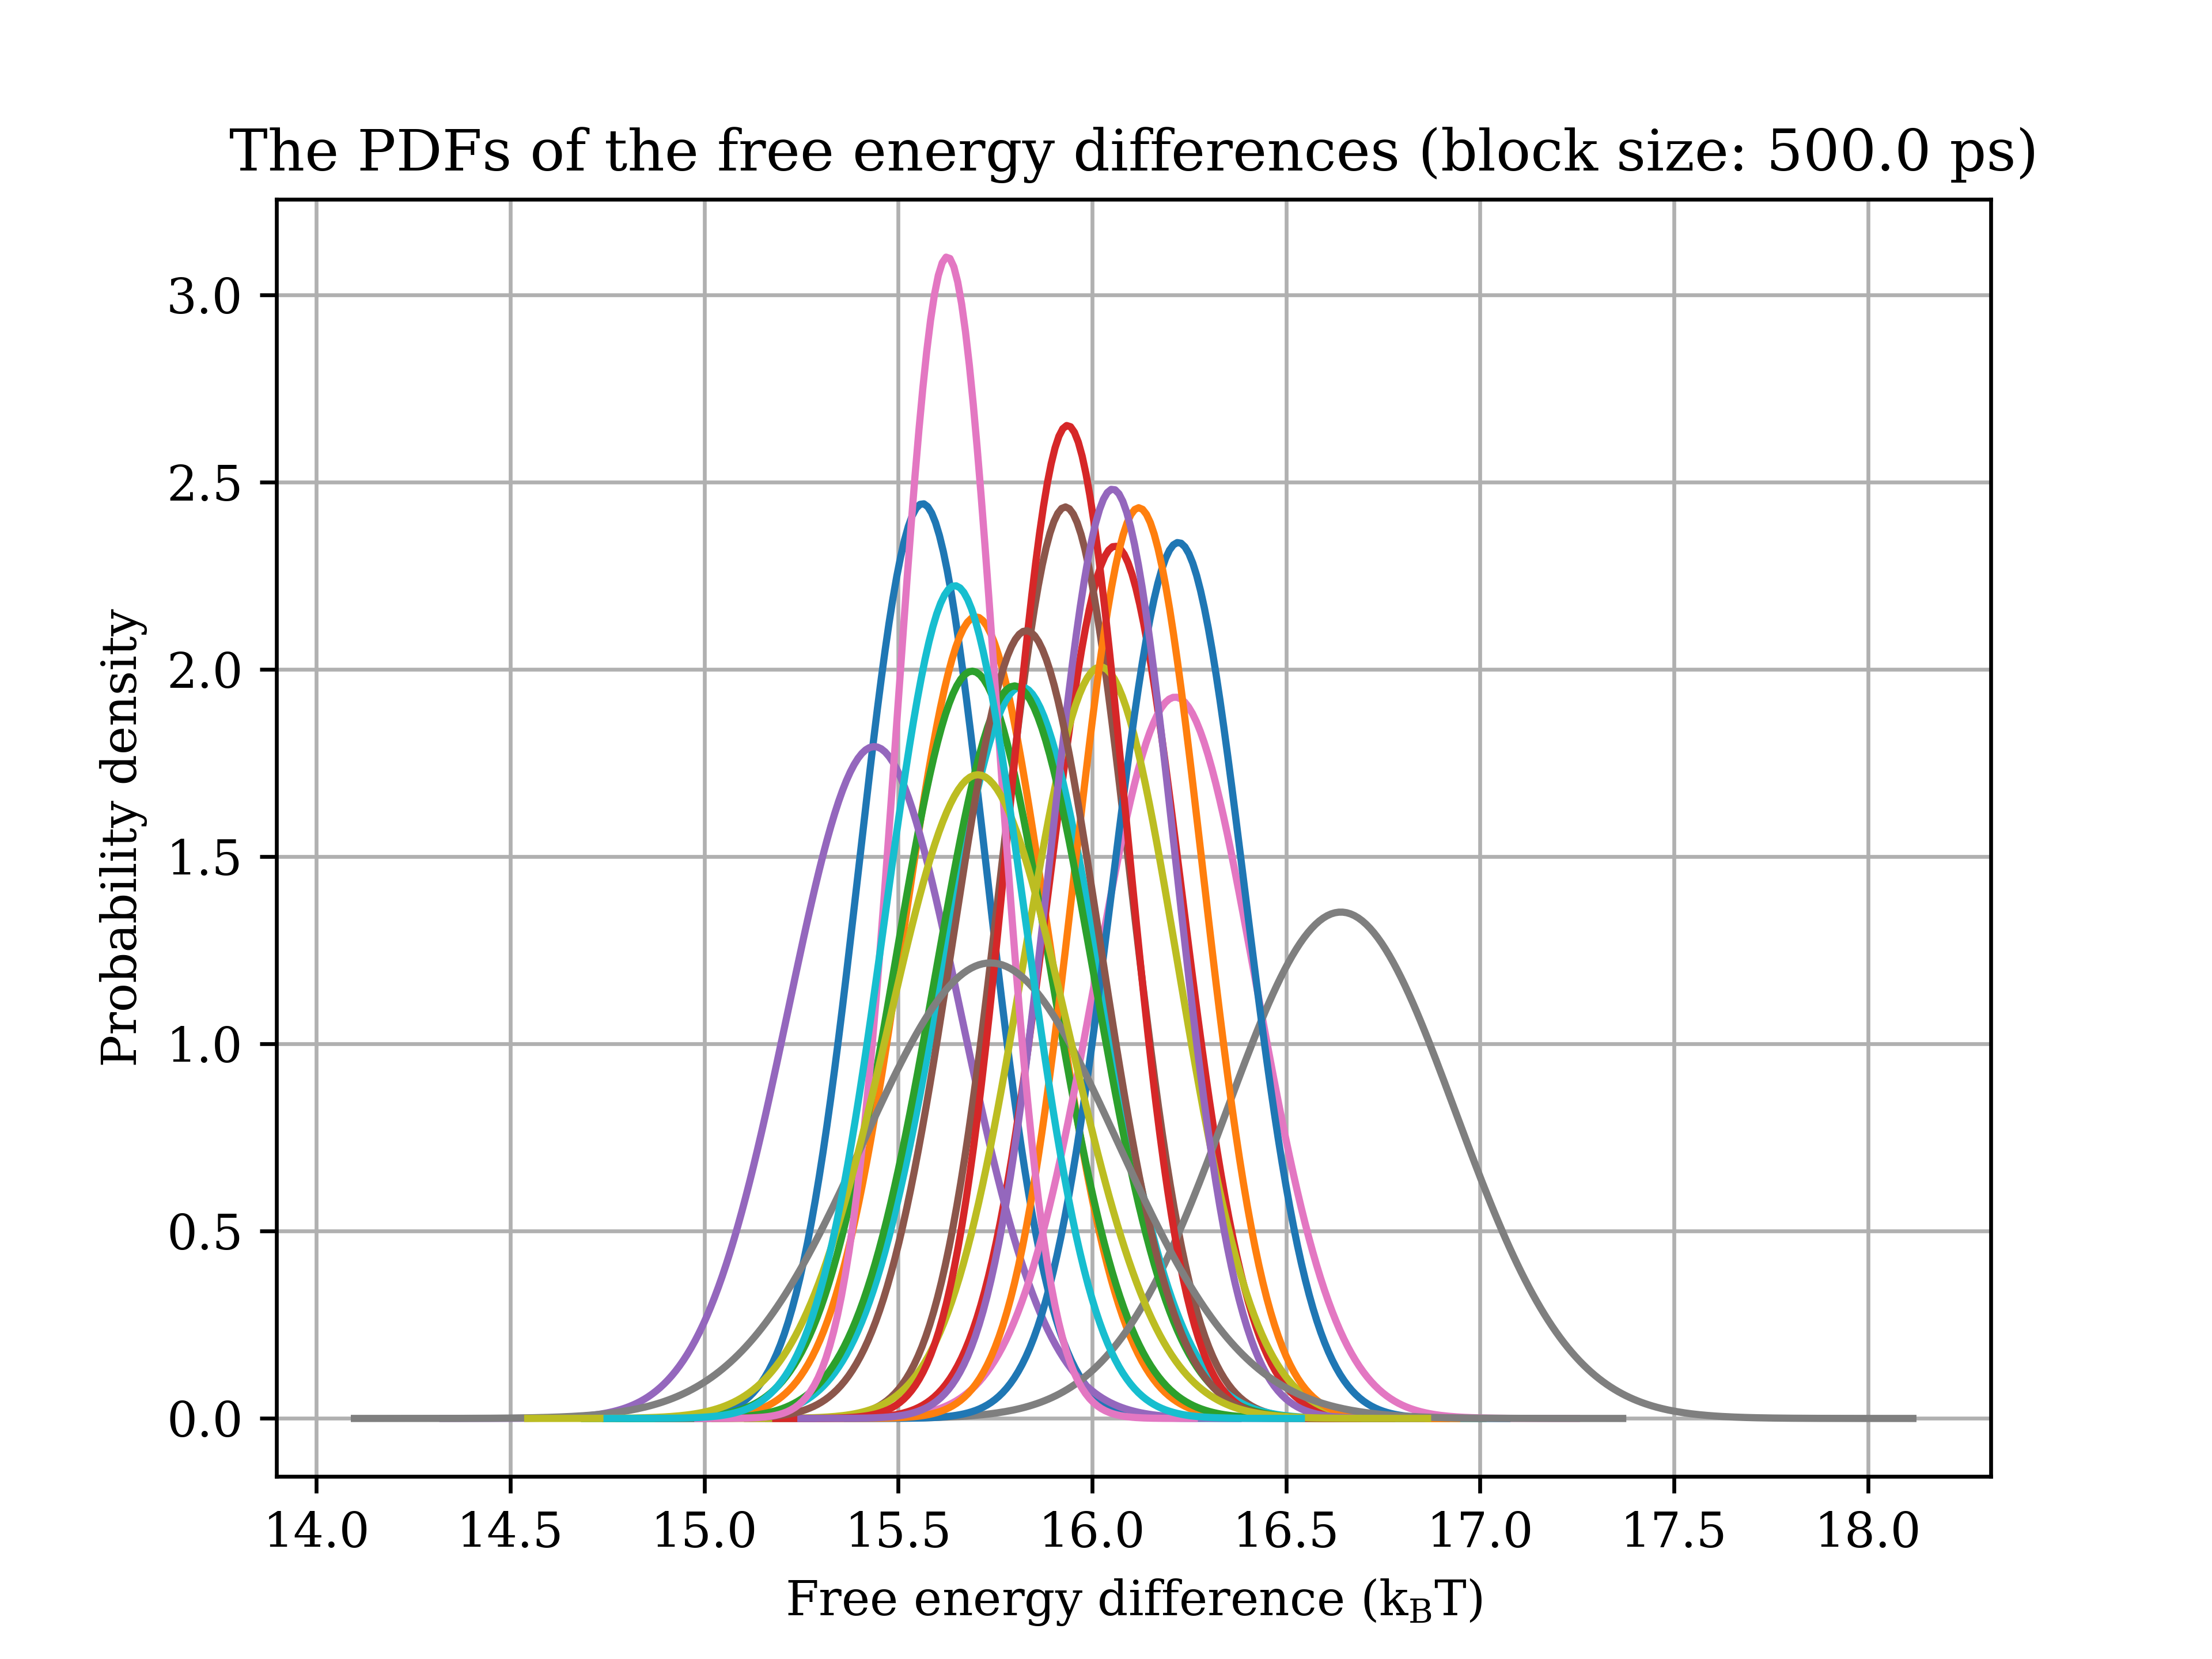 The PDFs of the free energy differences (block size: 500.0 ps)
3.0
2.5
2.0
1.5
1.0
0.5
0.0
Probability density
14.0 14.5 15.0 15.5 16.0 16.5 17.0 17.5 18.0
Free energy difference (k_BT)